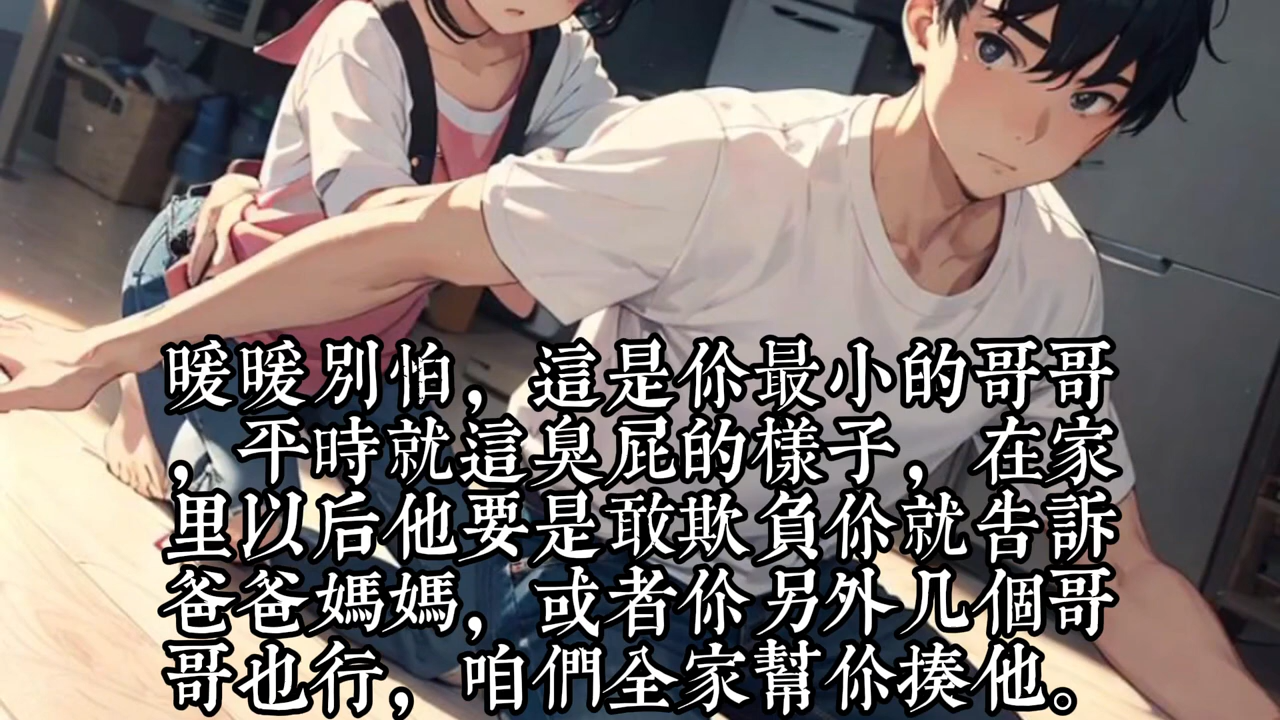 暖暖別怕，這是你最小的哥哥
，平時就這臭屁的樣子，在家
里以后他要是敢欺負你就告訴
爸爸媽媽，或者你另外几個哥
哥也行，咱們全家幫你揍他。